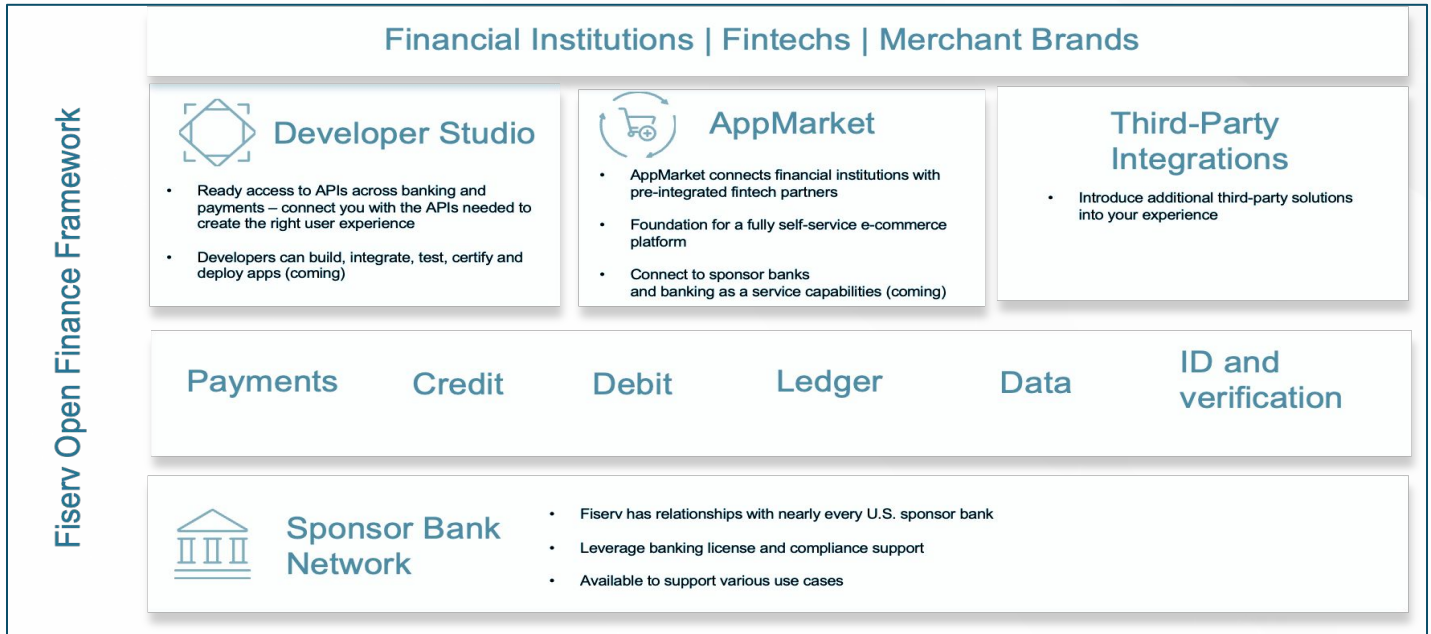 Fiserv Open Finance Framework
Financial Institutions | Fintechs | Merchant Brands
Developer Studio
• Ready access to APIs across banking and
payments – connect you with the APIs needed to
create the right user experience
• Developers can build, integrate, test, certify and
deploy apps (coming)
AppMarket
• AppMarket connects financial institutions with
pre-integrated fintech partners
• Foundation for a fully self-service e-commerce
platform
• Connect to sponsor banks
and banking as a service capabilities (coming)
Third-Party
Integrations
• Introduce additional third-party solutions
into your experience
Payments
Credit
Debit
Ledger
Data
ID and
verification
Sponsor Bank
Network
• Fiserv has relationships with nearly every U.S. sponsor bank
• Leverage banking license and compliance support
• Available to support various use cases